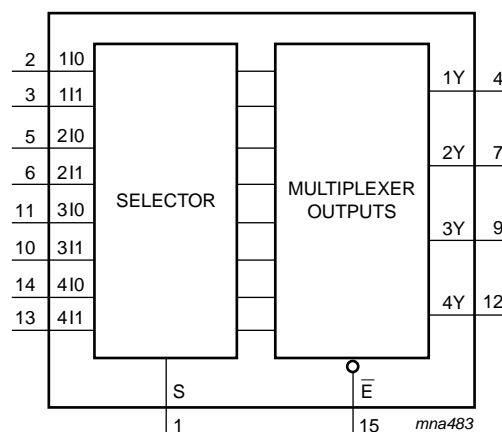 2 1I0
3 1I1
5 2I0
6 2I1
11 3I0
10 3I1
14 4I0
13 4I1
SELECTOR
MULTIPLEXER
OUTPUTS
1Y 4
2Y 7
3Y 9
4Y 12
S
E̅
1
15
mna483